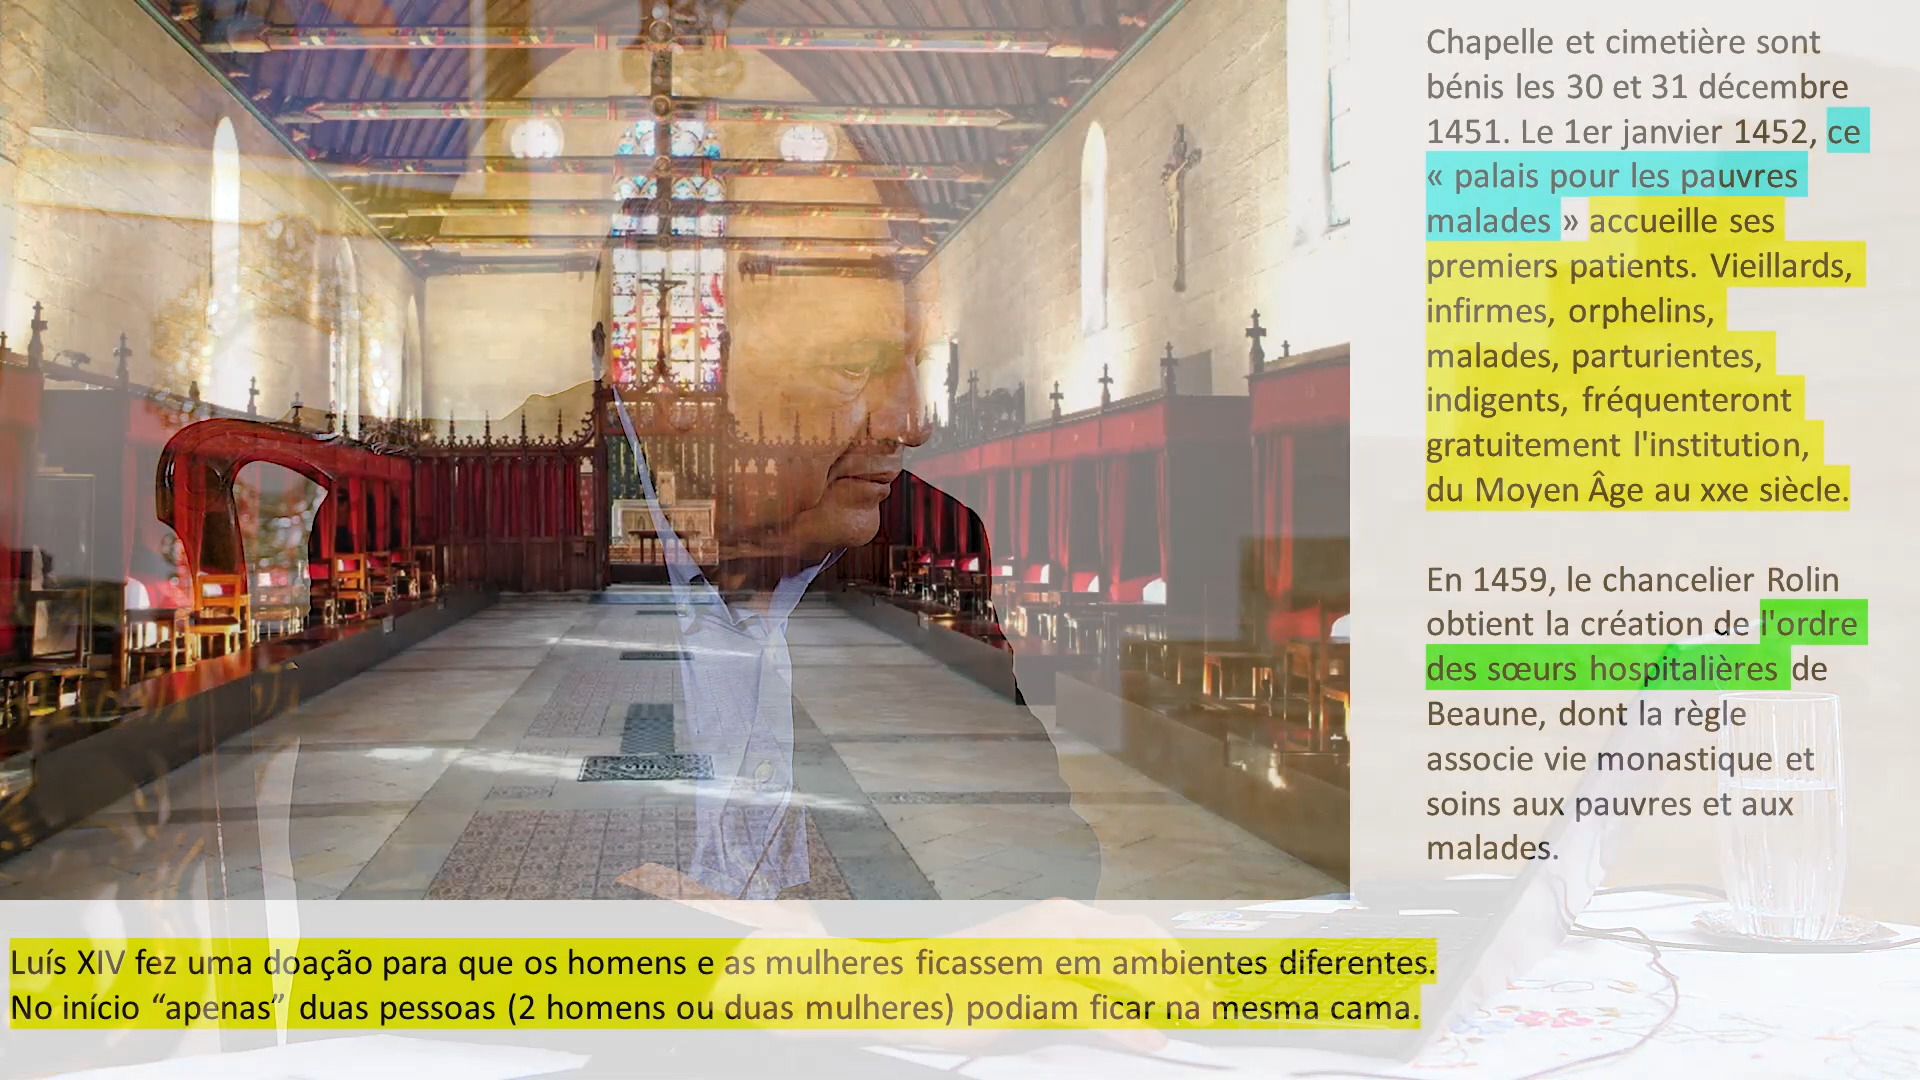 Chapelle et cimetière sont
bénis les 30 et 31 décembre
1451. Le 1er janvier 1452, ce
« palais pour les pauvres
malades » accueille ses
premiers patients. Vieillards,
infirmes, orphelins,
malades, parturientes,
indigents, fréquenteront
gratuitement l'institution,
du Moyen Âge au xxe siècle.
En 1459, le chancelier Rolin
obtient la création de l'ordre
des sœurs hospitalières de
Beaune, dont la règle
associe vie monastique et
soins aux pauvres et aux
malades.
Luís XIV fez uma doação para que os homens e as mulheres ficassem em ambientes diferentes.
No início “apenas” duas pessoas (2 homens ou duas mulheres) podiam ficar na mesma cama.